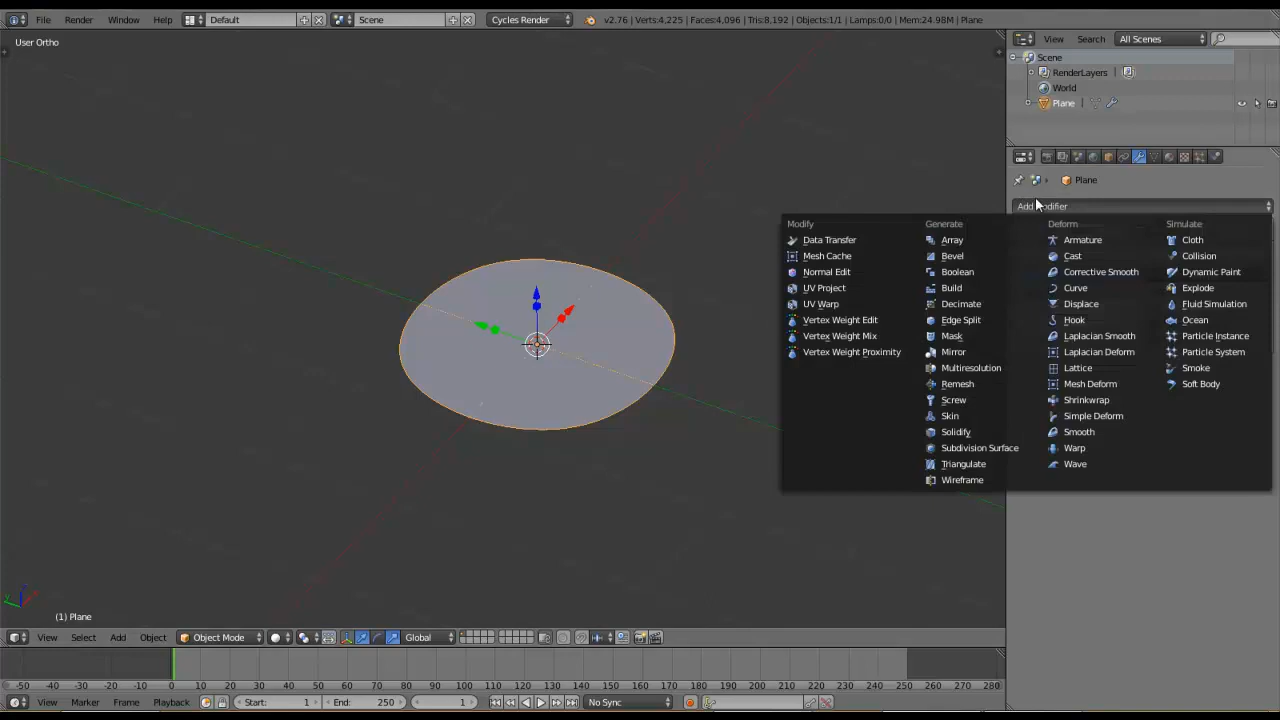 File Render Window Help Default Scene Cycles Render v2.76 | Verts:4,225 | Faces:4,096 | Tris:8,192 | Objects:1/1 | Lamps:0/0 | Mem:24.98M | Plane
User Ortho
View Search All Scenes
Scene
RenderLayers
World
Plane
Plane
Add Modifier
Modify Generate Deform Simulate
Data Transfer Array Armature Cloth
Mesh Cache Bevel Cast Collision
Normal Edit Boolean Corrective Smooth Dynamic Paint
UV Project Build Curve Explode
UV Warp Decimate Displace Fluid Simulation
Vertex Weight Edit Edge Split Hook Ocean
Vertex Weight Mix Mask Laplacian Smooth Particle Instance
Vertex Weight Proximity Mirror Laplacian Deform Particle System
Multiresolution Lattice Smoke
Remesh Mesh Deform Soft Body
Screw Shrinkwrap
Skin Simple Deform
Solidify Smooth
Subdivision Surface Warp
Triangulate Wave
Wireframe
(1) Plane
View Select Add Object Object Mode Global
-50 -40 -30 -20 -10 0 10 20 30 40 50 60 70 80 90 100 110 120 130 140 150 160 170 180 190 200 210 220 230 240 250 260 270 280
View Marker Frame Playback Start: 1 End: 250 1 No Sync